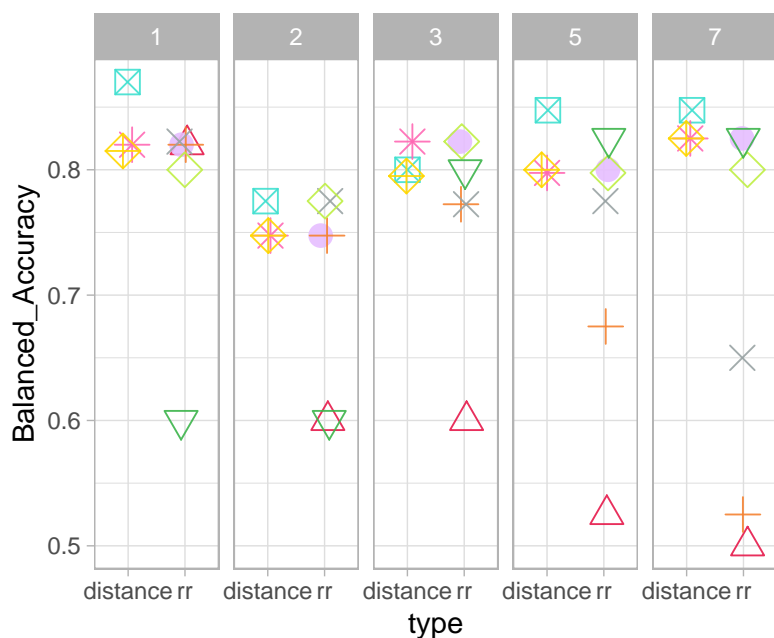 1 2 3 5 7
Balanced_Accuracy
0.8
0.7
0.6
0.5
distance rr distance rr distance rr distance rr distance rr
type